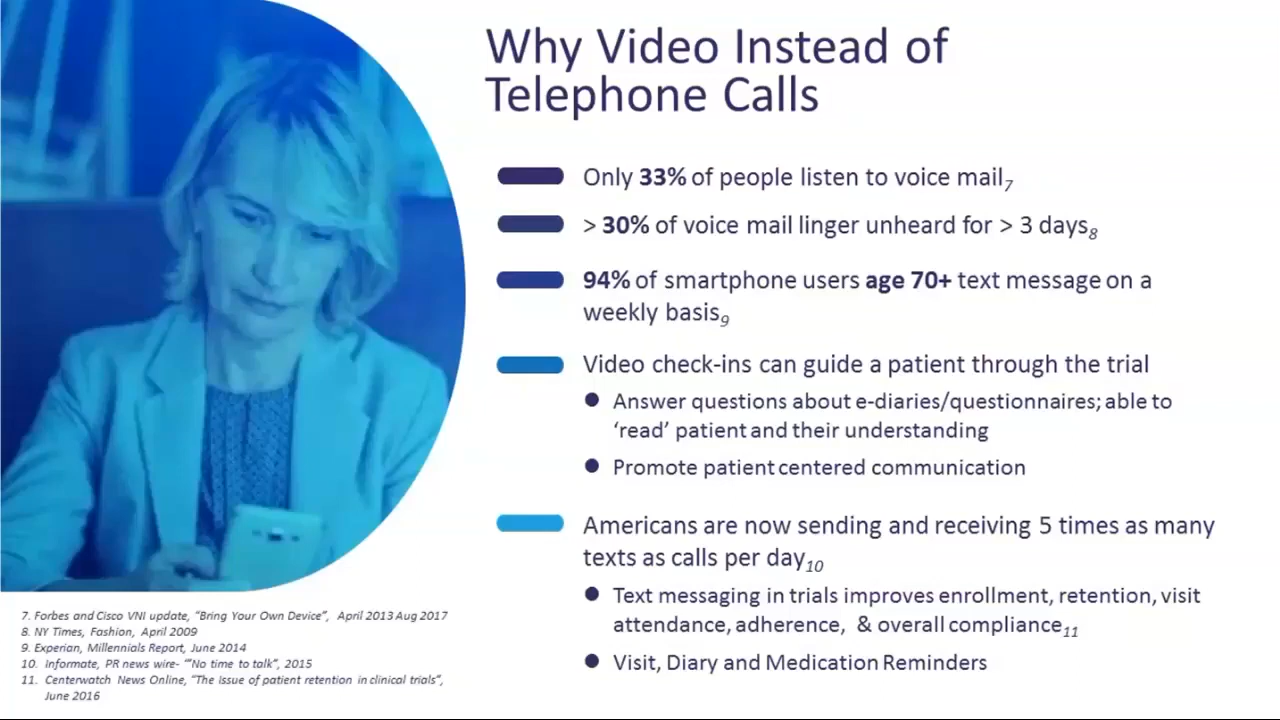 Why Video Instead of
Telephone Calls
Only 33% of people listen to voice mail7
> 30% of voice mail linger unheard for > 3 days8
94% of smartphone users age 70+ text message on a
weekly basis9
Video check-ins can guide a patient through the trial
● Answer questions about e-diaries/questionnaires; able to
‘read’ patient and their understanding
● Promote patient centered communication
Americans are now sending and receiving 5 times as many
texts as calls per day10
● Text messaging in trials improves enrollment, retention, visit
attendance, adherence, & overall compliance11
● Visit, Diary and Medication Reminders
7. Forbes and Cisco VNI update, “Bring Your Own Device”, April 2013 Aug 2017
8. NY Times, Fashion, April 2009
9. Experian, Millennials Report, June 2014
10. Informate, PR news wire- “”No time to talk”, 2015
11. Centerwatch News Online, “The Issue of patient retention in clinical trials”,
June 2016